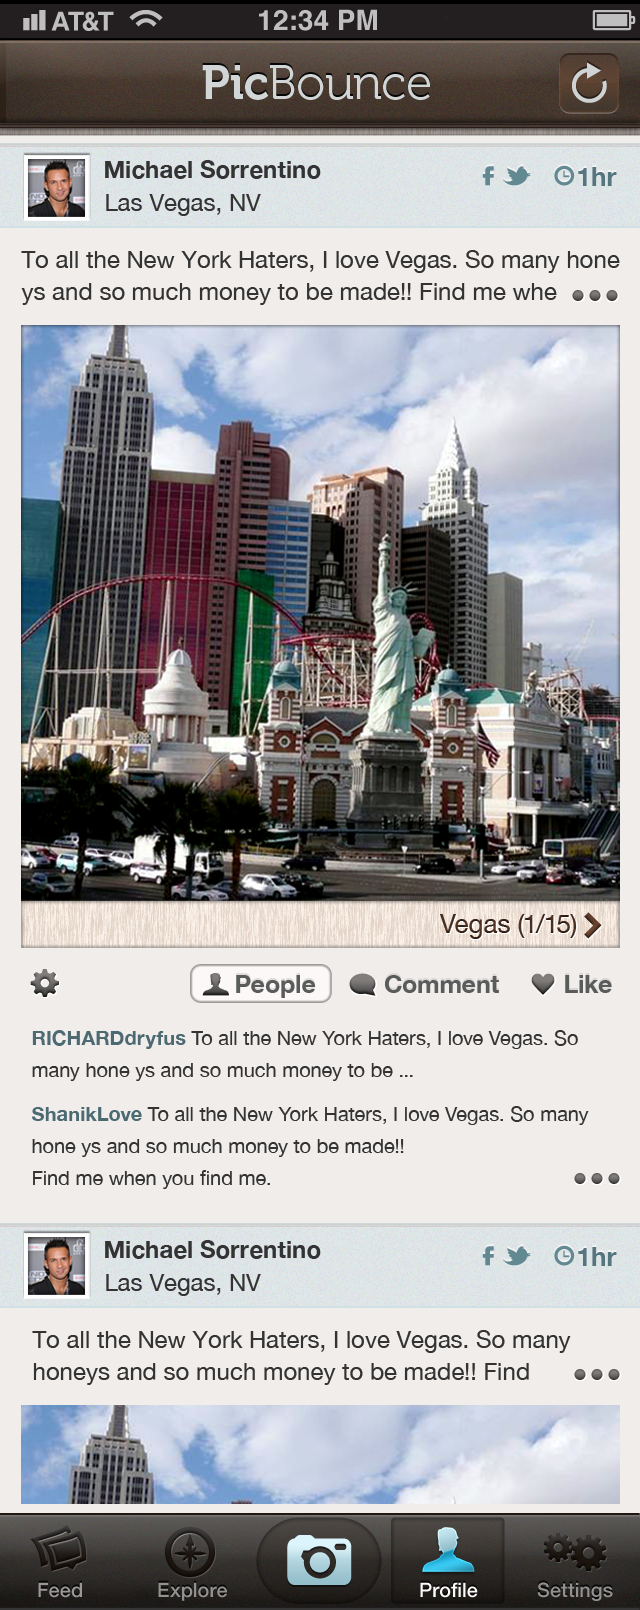 AT&T 12:34 PM
PicBounce
Michael Sorrentino
1hr
Las Vegas, NV
To all the New York Haters, I love Vegas. So many hone
ys and so much money to be made!! Find me whe
Vegas (1/15)
People Comment Like
RICHARDdryfus To all the New York Haters, I love Vegas. So
many hone ys and so much money to be ...
ShanikLove To all the New York Haters, I love Vegas. So many
hone ys and so much money to be made!!
Find me when you find me.
Michael Sorrentino
1hr
Las Vegas, NV
To all the New York Haters, I love Vegas. So many
honeys and so much money to be made!! Find
Feed Explore Profile Settings